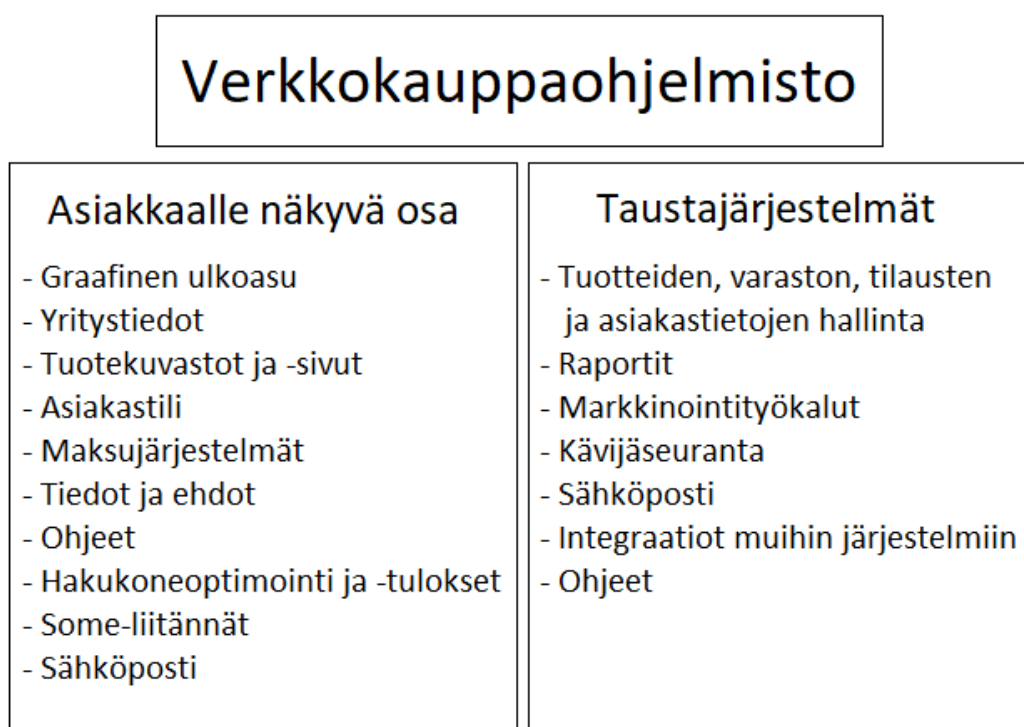 Verkkokauppaohjelmisto
Asiakkaalle näkyvä osa
- Graafinen ulkoasu
- Yritystiedot
- Tuotekuvastot ja -sivut
- Asiakastili
- Maksujärjestelmät
- Tiedot ja ehdot
- Ohjeet
- Hakukoneoptimointi ja -tulokset
- Some-liitännät
- Sähköposti
Taustajärjestelmät
- Tuotteiden, varaston, tilausten
ja asiakastietojen hallinta
- Raportit
- Markkinointityökalut
- Kävijäseuranta
- Sähköposti
- Integraatiot muihin järjestelmiin
- Ohjeet